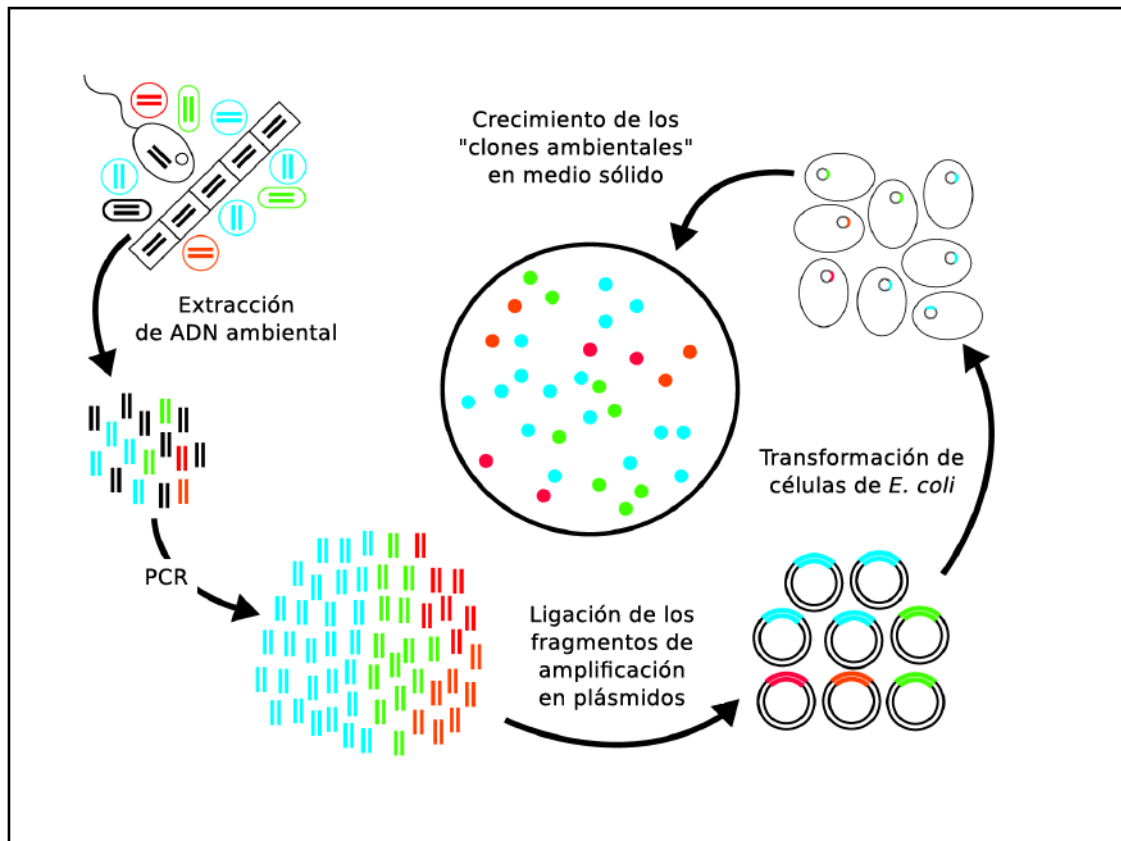 Extracción
de ADN ambiental
PCR
Ligación de los
fragmentos de
amplificación
en plásmidos
Transformación de
células de E. coli
Crecimiento de los
"clones ambientales"
en medio sólido